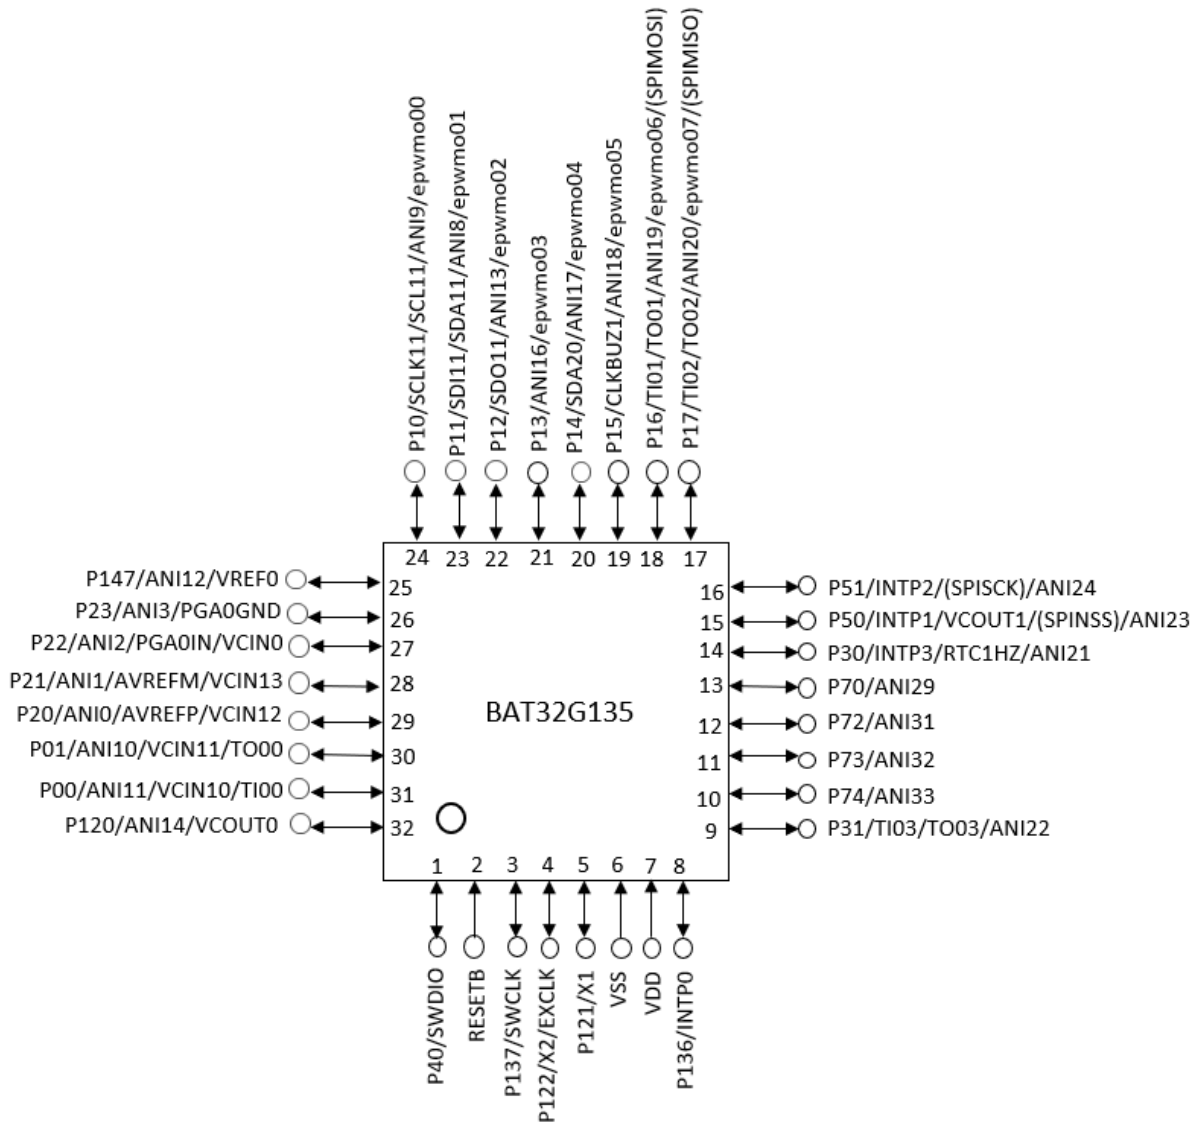 P10/SCLK11/SCL11/ANI9/epwmo00
P11/SDI11/SDA11/ANI8/epwmo01
P12/SDO11/ANI13/epwmo02
P13/ANI16/epwmo03
P14/SDA20/ANI17/epwmo04
P15/CLKBUZ1/ANI18/epwmo05
P16/TI01/TO01/ANI19/epwmo06/(SPIMOSI)
P17/TI02/TO02/ANI20/epwmo07/(SPIMISO)
24 23 22 21 20 19 18 17
P147/ANI12/VREF0 25
P23/ANI3/PGA0GND 26
P22/ANI2/PGA0IN/VCIN0 27
P21/ANI1/AVREFM/VCIN13 28
P20/ANI0/AVREFP/VCIN12 29
P01/ANI10/VCIN11/TO00 30
P00/ANI11/VCIN10/TI00 31
P120/ANI14/VCOUT0 32
BAT32G135
16 P51/INTP2/(SPISCK)/ANI24
15 P50/INTP1/VCOUT1/(SPINSS)/ANI23
14 P30/INTP3/RTC1HZ/ANI21
13 P70/ANI29
12 P72/ANI31
11 P73/ANI32
10 P74/ANI33
9 P31/TI03/TO03/ANI22
1 2 3 4 5 6 7 8
P40/SWDIO
RESETB
P137/SWCLK
P122/X2/EXCLK
P121/X1
VSS
VDD
P136/INTP0